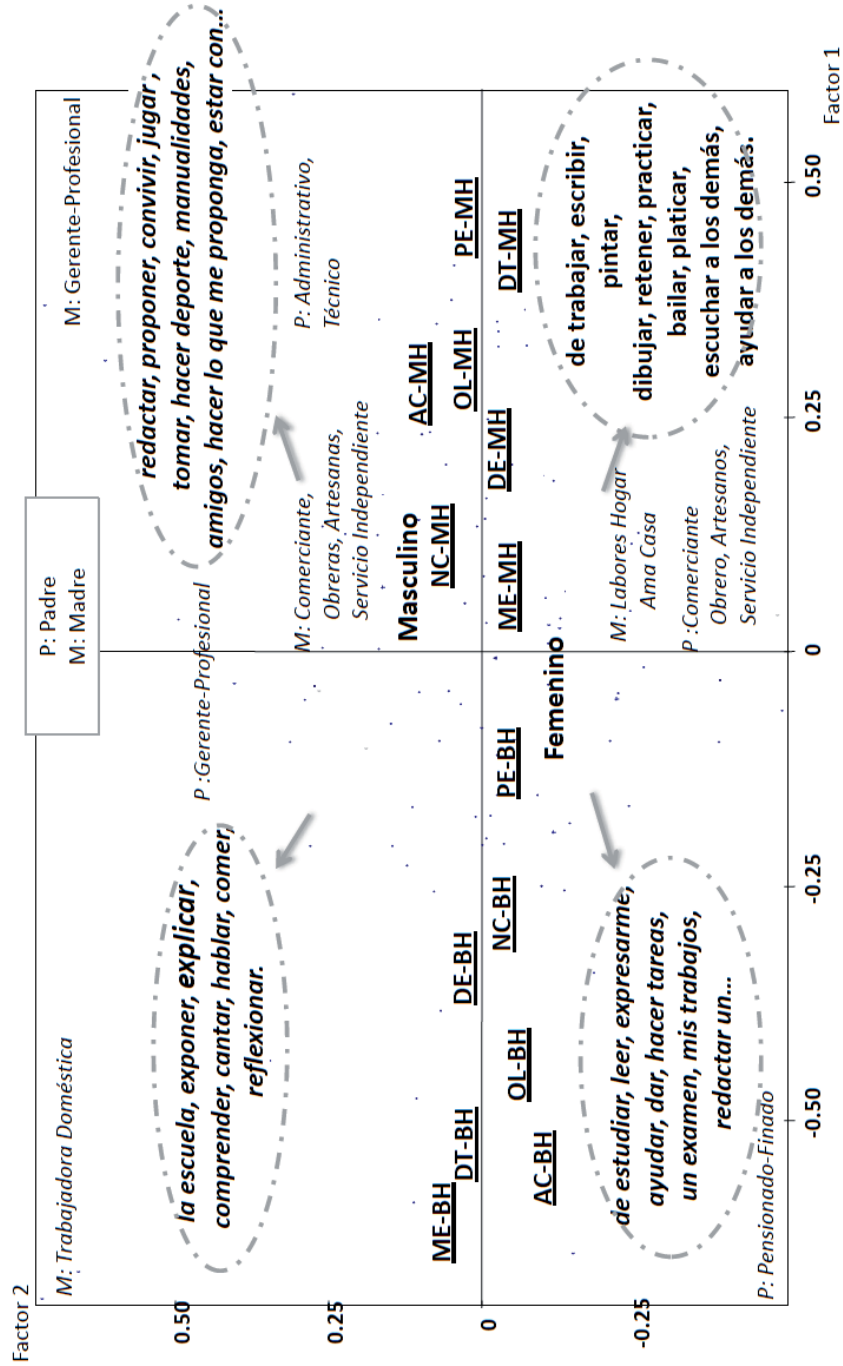 Factor 2
P: Padre
M: Madre
M: Trabajadora Doméstica
M: Gerente-Profesional
la escuela, exponer, explicar,
comprender, cantar, hablar, comer,
reflexionar.
P :Gerente-Profesional
redactar, proponer, convivir, jugar ,
tomar, hacer deporte, manualidades,
amigos, hacer lo que me proponga, estar con...
M: Comerciante,
Obreras, Artesanas,
Servicio Independiente
P: Administrativo,
Técnico
0.50
0.25
0
-0.25
Masculino
ME-BH
DT-BH
DE-BH
NC-MH
AC-MH
OL-MH
PE-MH
AC-BH
OL-BH
NC-BH
PE-BH
ME-MH
DE-MH
DT-MH
Femenino
de estudiar, leer, expresarme,
ayudar, dar, hacer tareas,
un examen, mis trabajos,
redactar un...
P: Pensionado-Finado
M: Labores Hogar
Ama Casa
P :Comerciante
Obrero, Artesanos,
Servicio Independiente
de trabajar, escribir,
pintar,
dibujar, retener, practicar,
bailar, platicar,
escuchar a los demás,
ayudar a los demás.
-0.50
-0.25
0
0.25
0.50
Factor 1